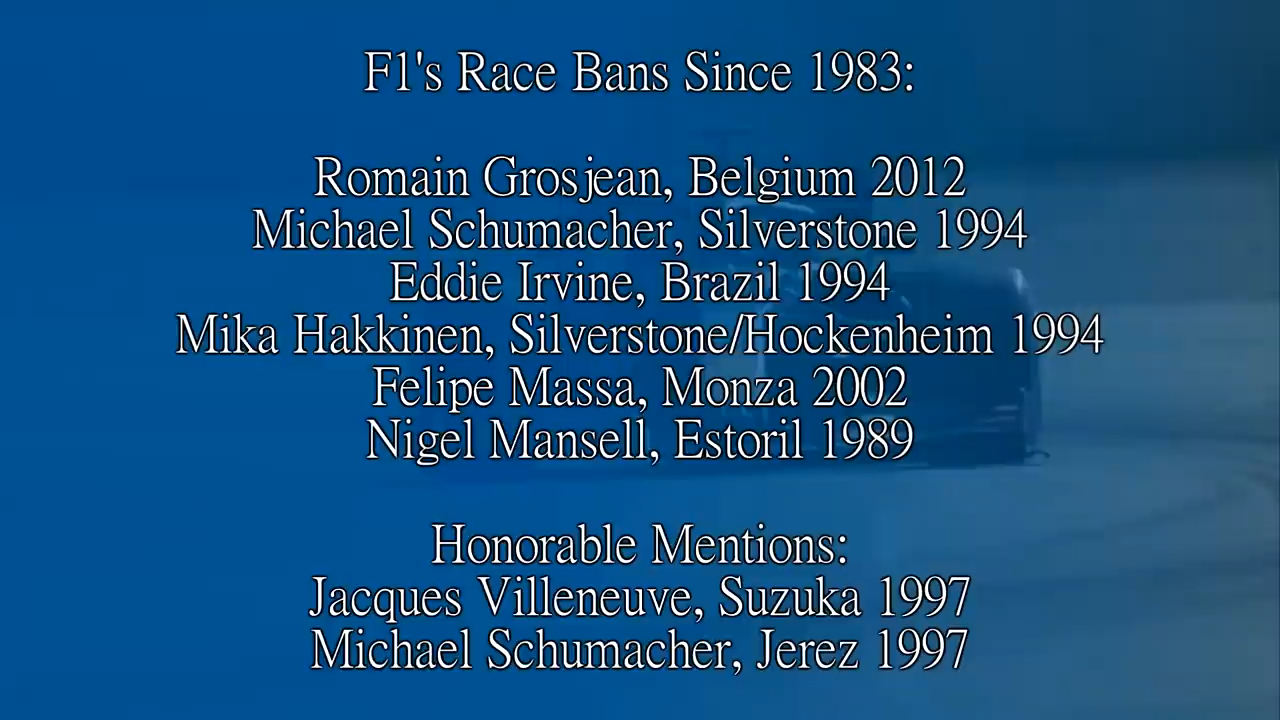 F1's Race Bans Since 1983:
Romain Grosjean, Belgium 2012
Michael Schumacher, Silverstone 1994
Eddie Irvine, Brazil 1994
Mika Hakkinen, Silverstone/Hockenheim 1994
Felipe Massa, Monza 2002
Nigel Mansell, Estoril 1989
Honorable Mentions:
Jacques Villeneuve, Suzuka 1997
Michael Schumacher, Jerez 1997